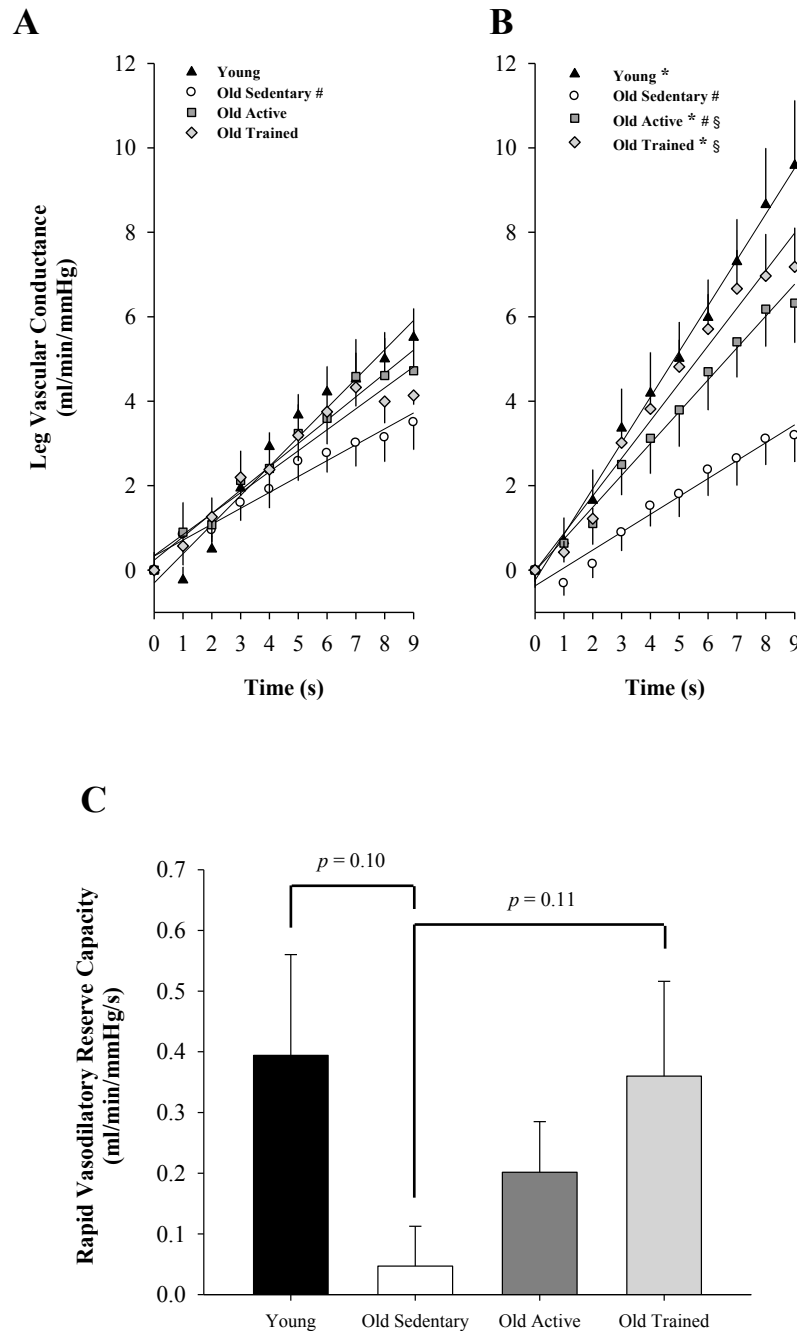 A
Young
Old Sedentary #
Old Active
Old Trained
Leg Vascular Conductance
(ml/min/mmHg)
12
10
8
6
4
2
0
0 1 2 3 4 5 6 7 8 9
Time (s)
B
Young *
Old Sedentary #
Old Active * # §
Old Trained * §
12
10
8
6
4
2
0
0 1 2 3 4 5 6 7 8 9
Time (s)
C
Rapid Vasodilatory Reserve Capacity
(ml/min/mmHg/s)
0.7
0.6
0.5
0.4
0.3
0.2
0.1
0.0
p = 0.10
p = 0.11
Young Old Sedentary Old Active Old Trained